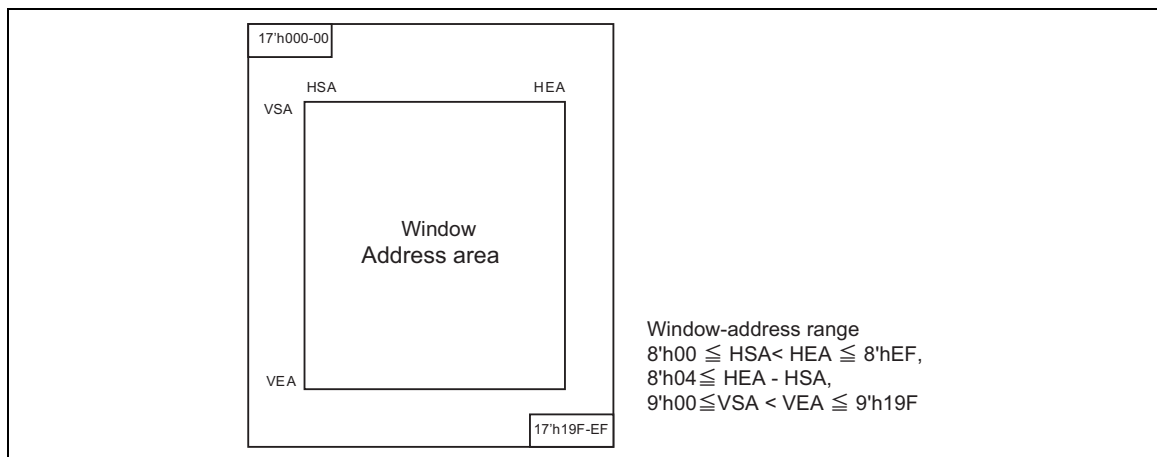 17'h000-00
HSA
HEA
VSA
Window
Address area
VEA
17'h19F-EF
Window-address range
8'h00 ≦ HSA< HEA ≦ 8'hEF,
8'h04≦ HEA - HSA,
9'h00≦VSA < VEA ≦ 9'h19F